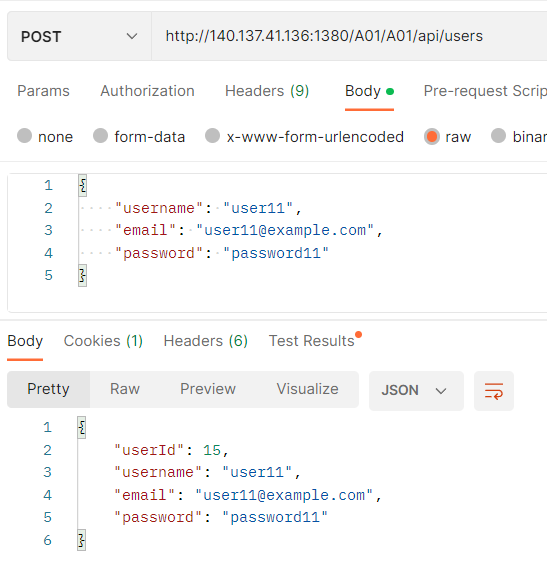 POST http://140.137.41.136:1380/A01/A01/api/users
Params Authorization Headers (9) Body Pre-request Scrip
none form-data x-www-form-urlencoded raw binar
1 {
2 "username": "user11",
3 "email": "user11@example.com",
4 "password": "password11"
5 }
Body Cookies (1) Headers (6) Test Results
Pretty Raw Preview Visualize JSON
1 {
2 "userId": 15,
3 "username": "user11",
4 "email": "user11@example.com",
5 "password": "password11"
6 }